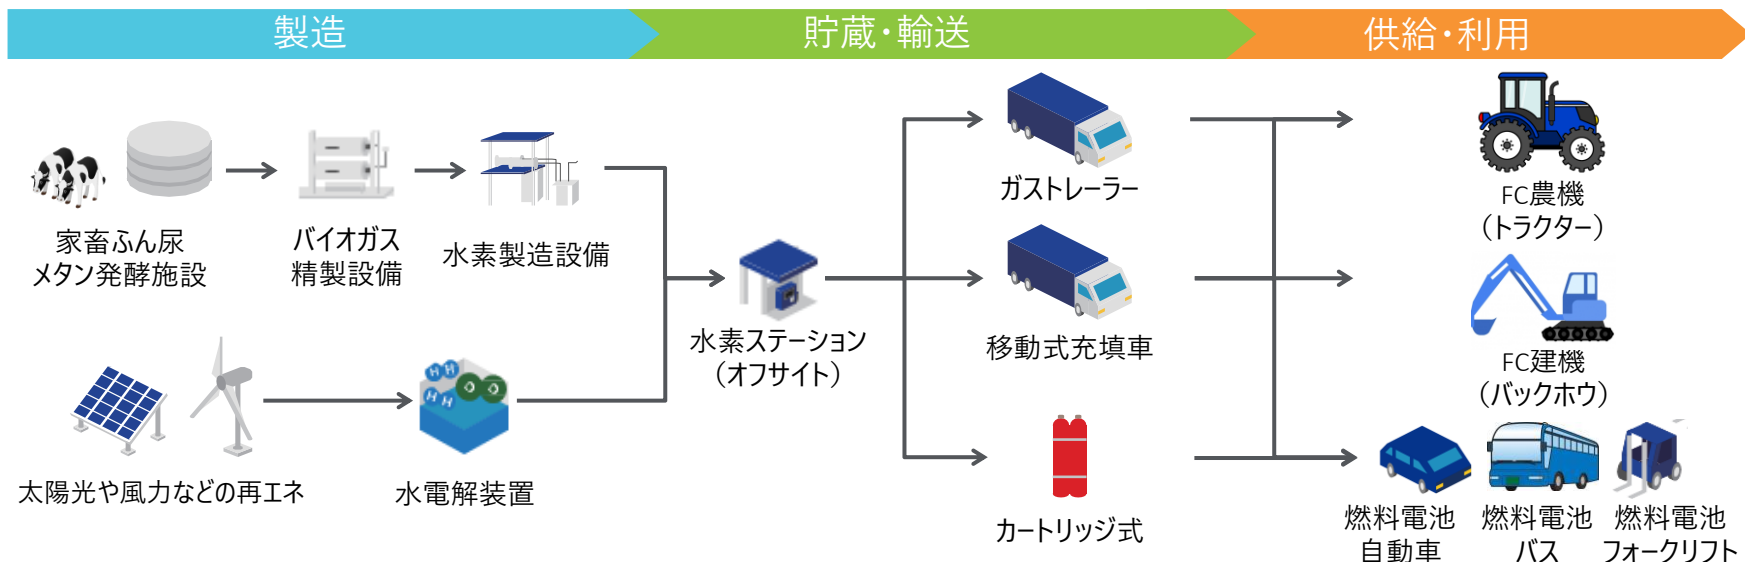 製造
貯蔵・輸送
供給・利用
家畜ふん尿
メタン発酵施設
バイオガス
精製設備
水素製造設備
太陽光や風力などの再エネ
水電解装置
H H
H H
O O
水素ステーション
（オフサイト）
ガストレーラー
移動式充填車
カートリッジ式
FC農機
（トラクター）
FC建機
（バックホウ）
燃料電池
自動車
燃料電池
バス
燃料電池
フォークリフト